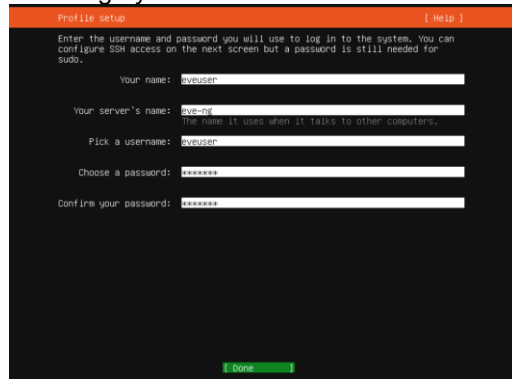 Profile setup [ Help ]
Enter the username and password you will use to log in to the system. You can
configure SSH access on the next screen but a password is still needed for
sudo.
Your name: eveuser
Your server's name: eve-ng
The name it uses when it talks to other computers.
Pick a username: eveuser
Choose a password: *******
Confirm your password: *******
[ Done ]